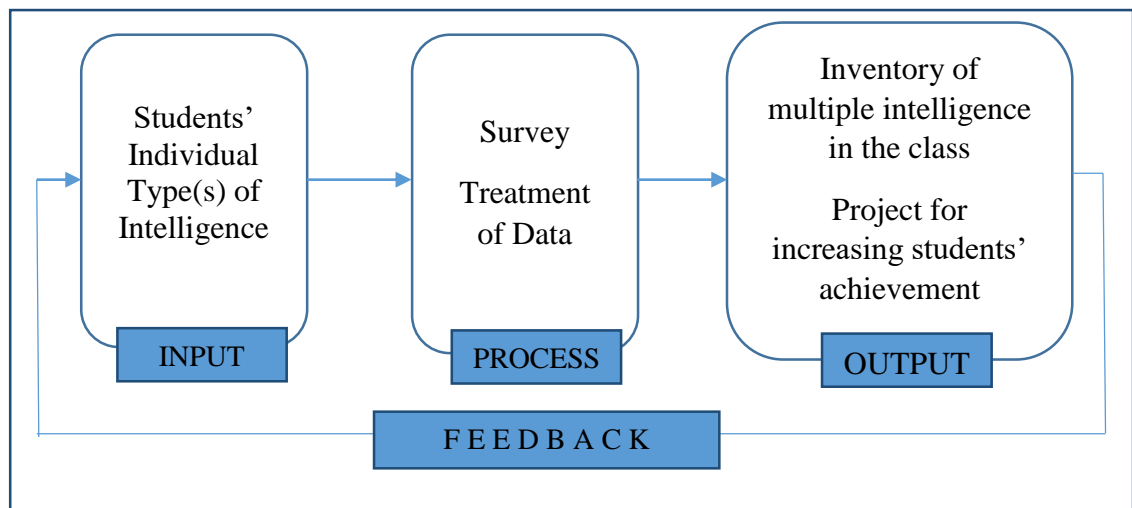 Students’
Individual
Type(s) of
Intelligence
INPUT
Survey
Treatment
of Data
PROCESS
Inventory of
multiple intelligence
in the class
Project for
increasing students’
achievement
OUTPUT
F E E D B A C K